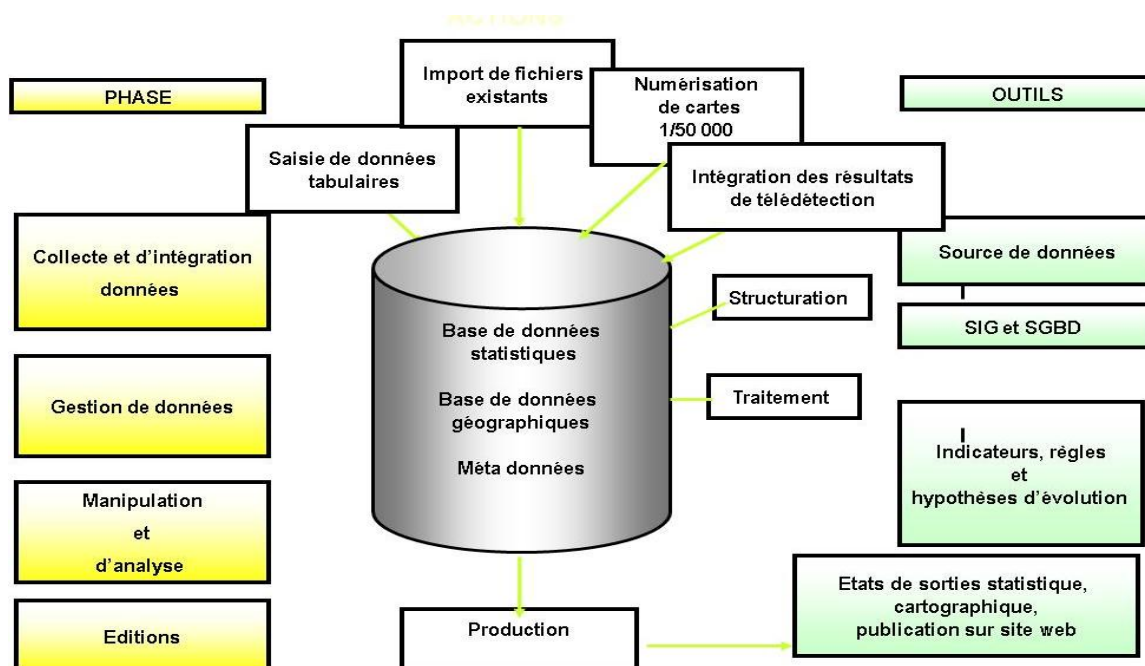 ACTIONS
PHASE
Import de fichiers
existants
Numérisation
de cartes
1/50 000
OUTILS
Saisie de données
tabulaires
Intégration des résultats
de télédétection
Collecte et d'intégration
données
Source de données
Structuration
SIG et SGBD
Base de données
statistiques
Base de données
géographiques
Méta données
Gestion de données
Traitement
Indicateurs, règles
et
hypothèses d'évolution
Manipulation
et
d'analyse
Etats de sorties statistique,
cartographique,
publication sur site web
Editions
Production